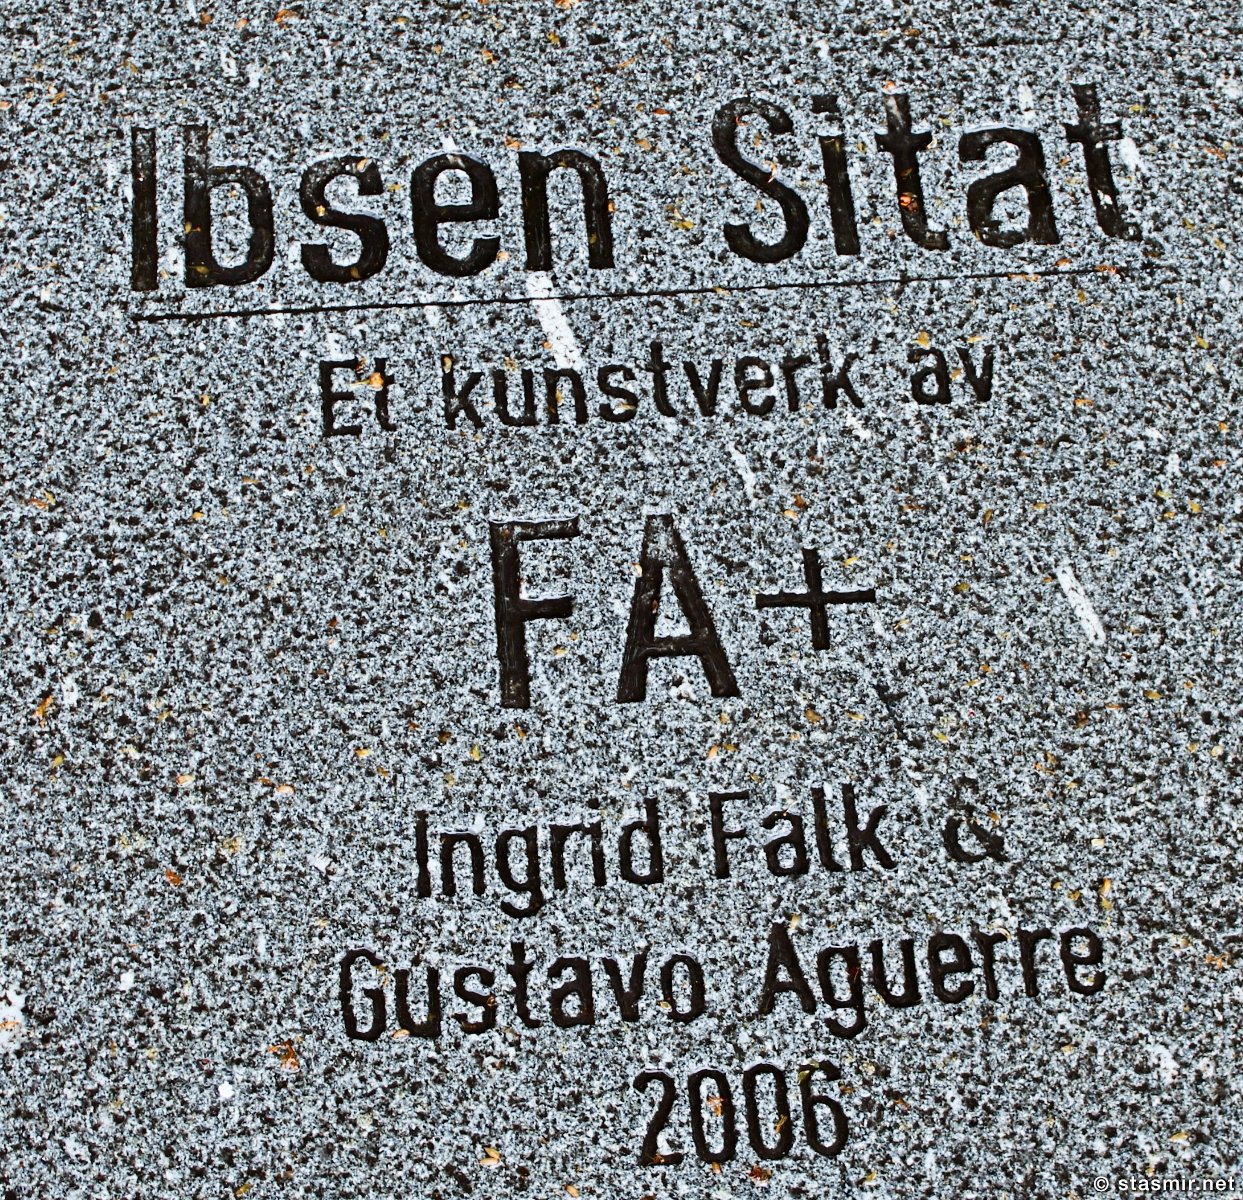 Ibsen Sitat
Et kunstverk av
FA+
Ingrid Falk &
Gustavo Aguerre
2006
© stasmir.net